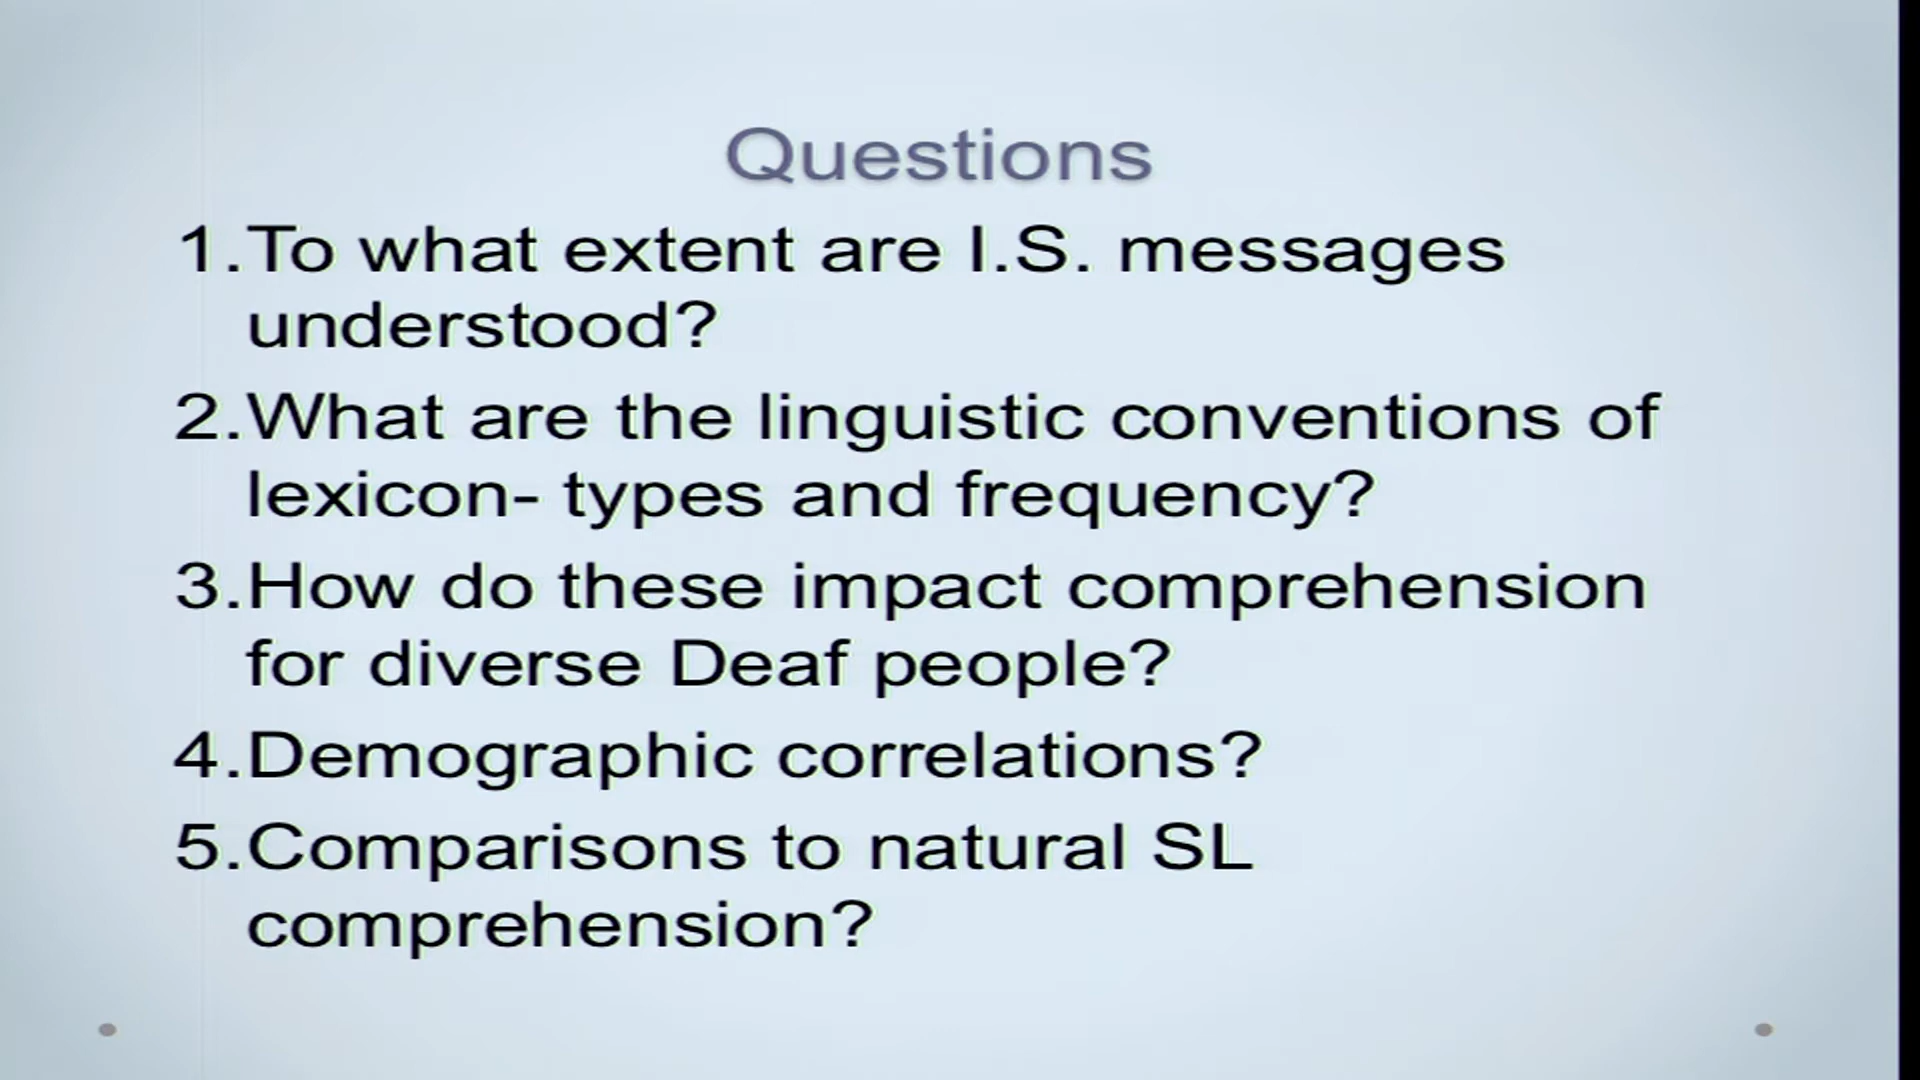 Questions
1.To what extent are I.S. messages
understood?
2.What are the linguistic conventions of
lexicon- types and frequency?
3.How do these impact comprehension
for diverse Deaf people?
4.Demographic correlations?
5.Comparisons to natural SL
comprehension?